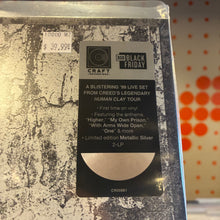 $ 39.99
CRAFT
RECORDINGS
RSD
BLACK
FRIDAY
A BLISTERING '99 LIVE SET
FROM CREED'S LEGENDARY
HUMAN CLAY TOUR
• First time on vinyl
• Featuring the anthems
"Higher," "My Own Prison,"
"With Arms Wide Open,"
"One" & more
• Limited-edition Metallic Silver
2-LP